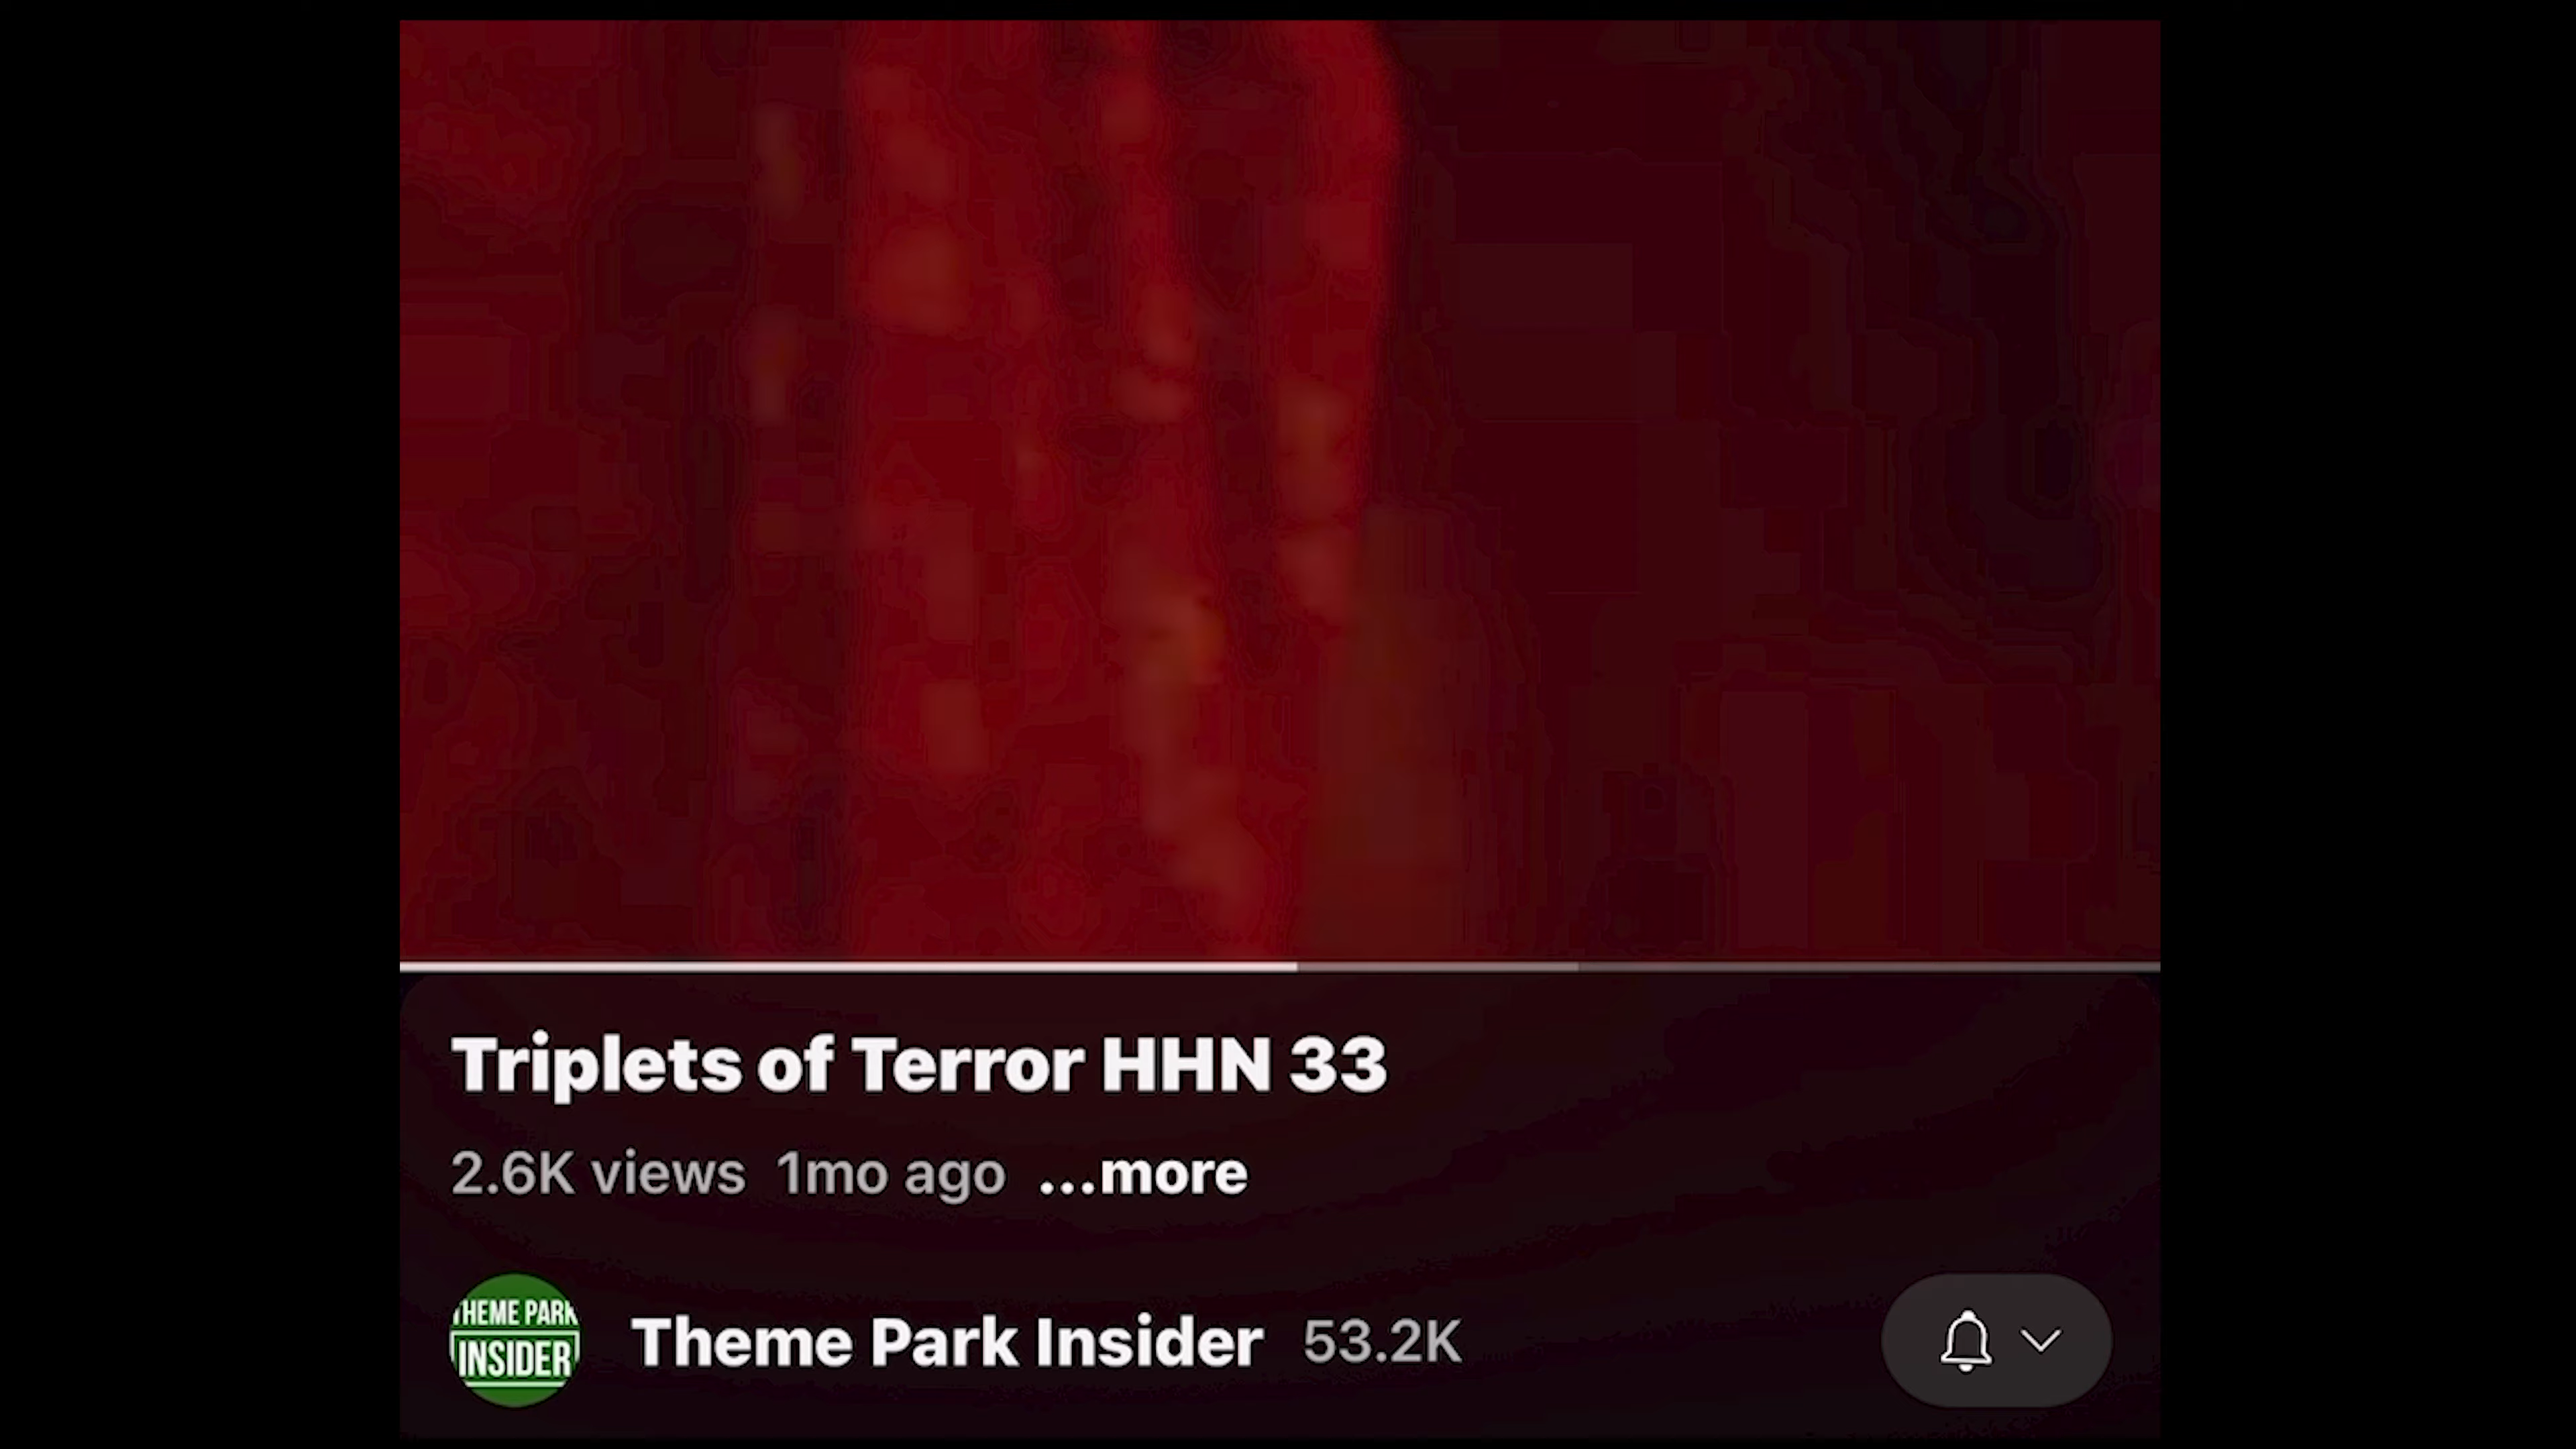 Triplets of Terror HHN 33
2.6K views 1mo ago ...more
THEME PARK
INSIDER
Theme Park Insider 53.2K